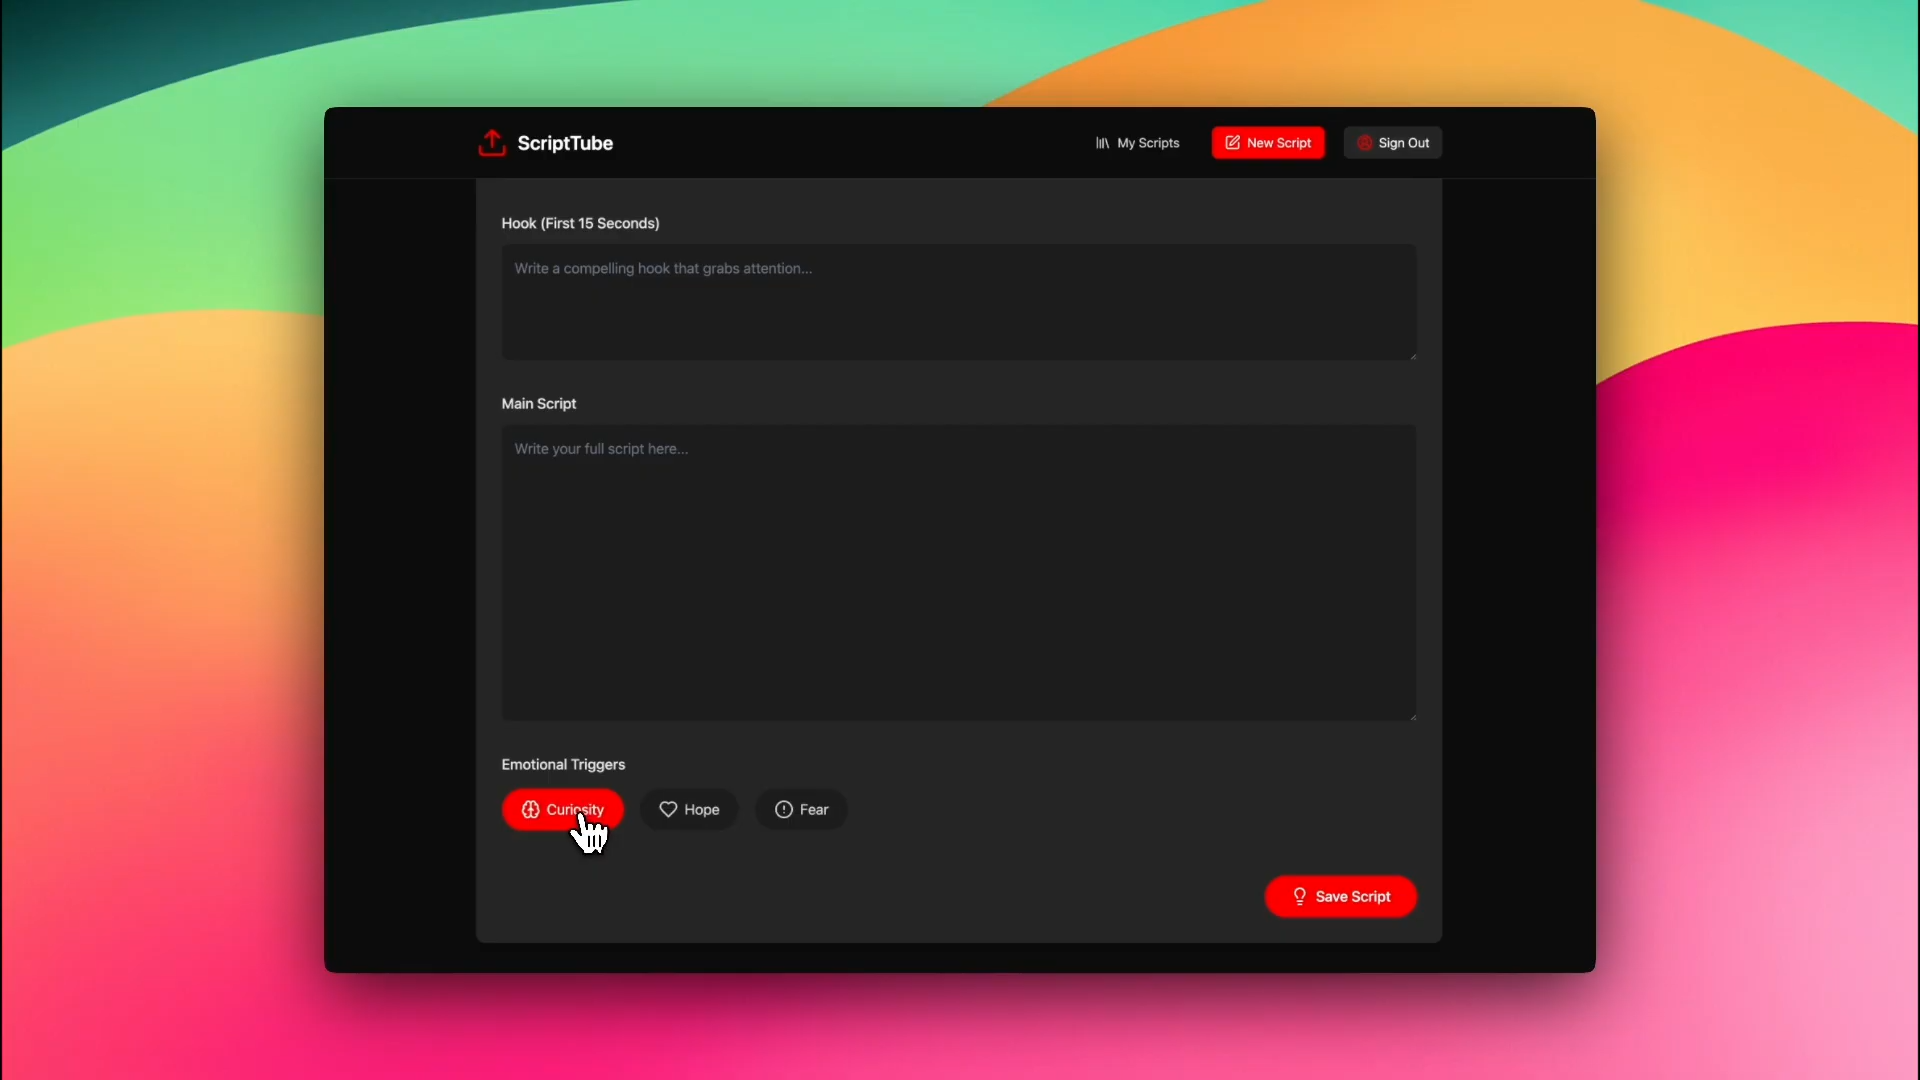 ScriptTube
My Scripts
New Script
Sign Out
Hook (First 15 Seconds)
Write a compelling hook that grabs attention...
Main Script
Write your full script here...
Emotional Triggers
Curiosity
Hope
Fear
Save Script